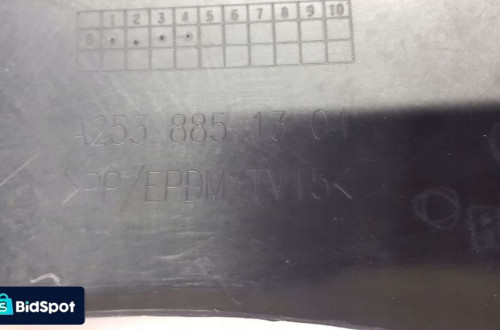 1 2 3 4 5 6 7 8 9 10
A253 885 13 01
>PP/EPDM TV15<
BidSpot